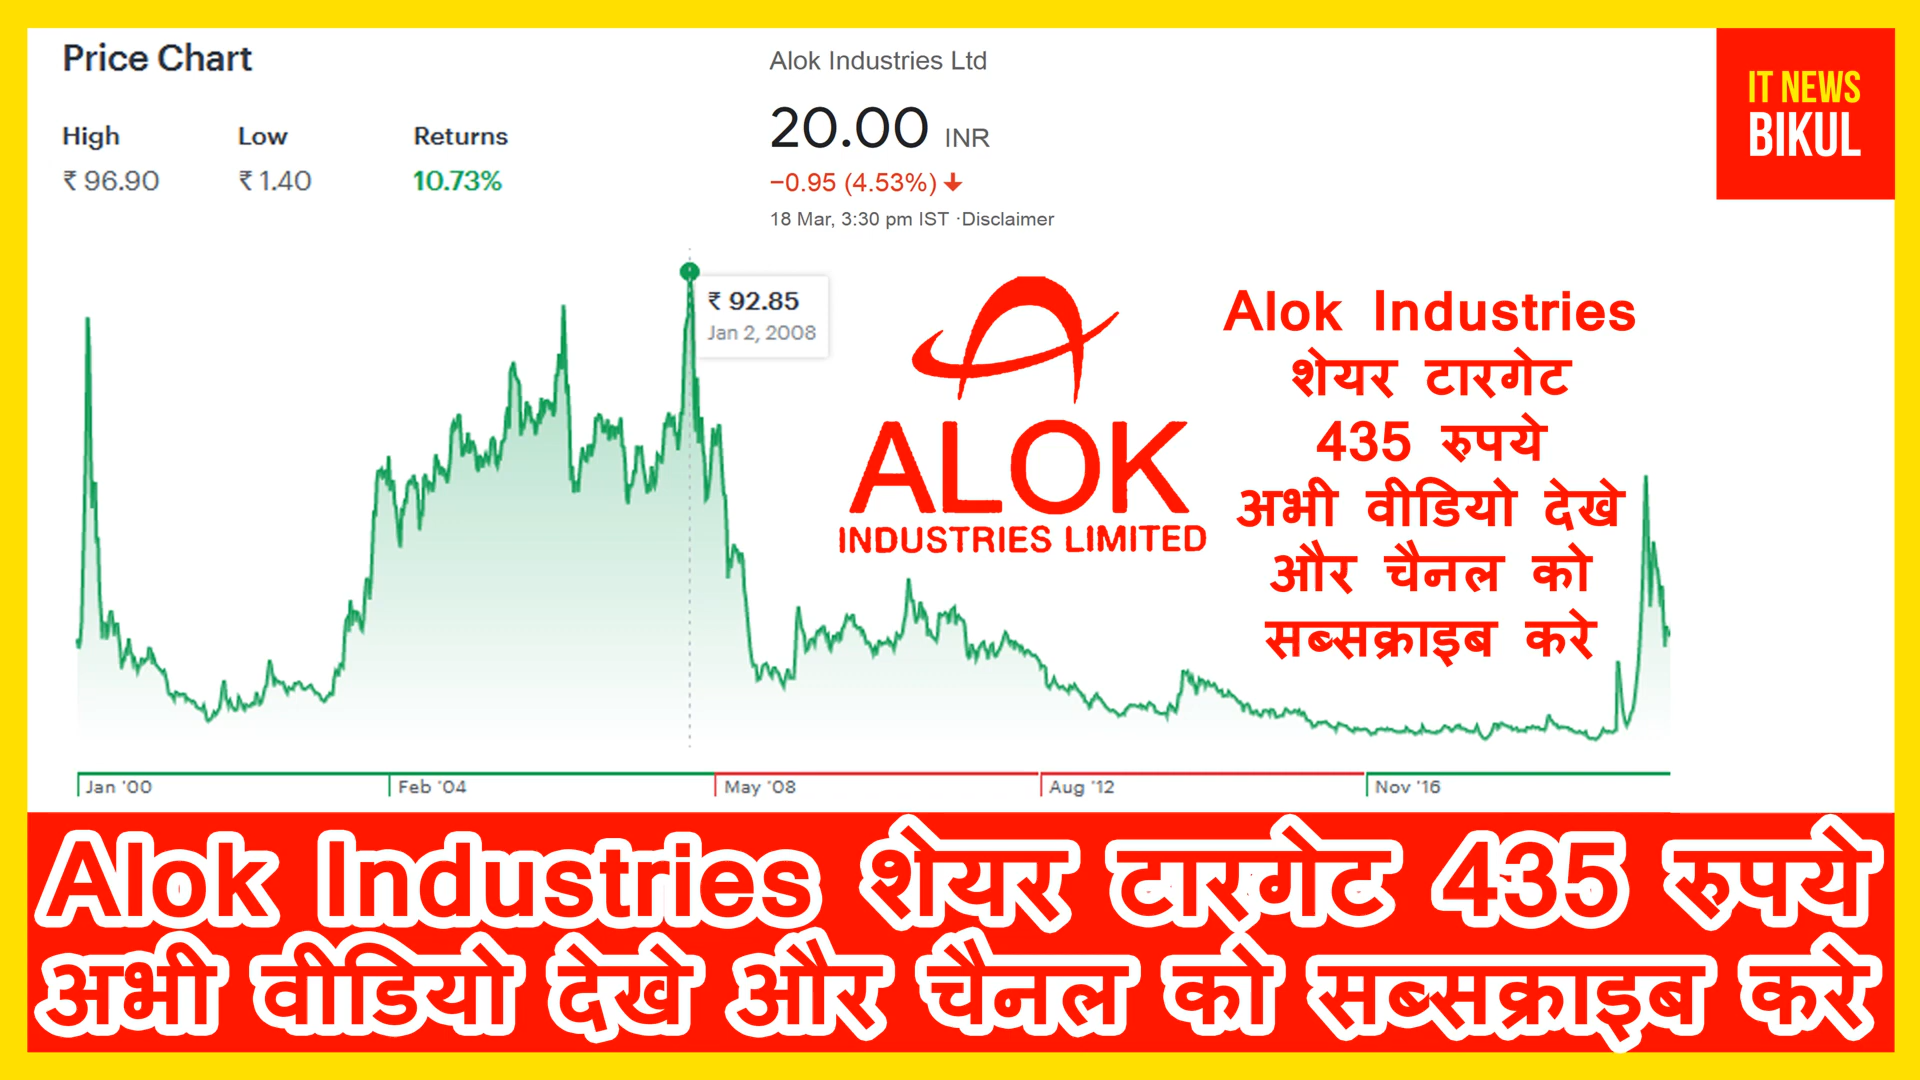 Price Chart
High Low Returns
₹ 96.90 ₹ 1.40 10.73%
Alok Industries Ltd
20.00 INR
−0.95 (4.53%)
18 Mar, 3:30 pm IST ·Disclaimer
IT NEWS
BIKUL
₹ 92.85
Jan 2, 2008
ALOK
INDUSTRIES LIMITED
Alok Industries
शेयर टारगेट
435 रुपये
अभी वीडियो देखे
और चैनल को
सब्सक्राइब करे
Jan '00 Feb '04 May '08 Aug '12 Nov '16
Alok Industries शेयर टारगेट 435 रुपये
अभी वीडियो देखे और चैनल को सब्सक्राइब करे